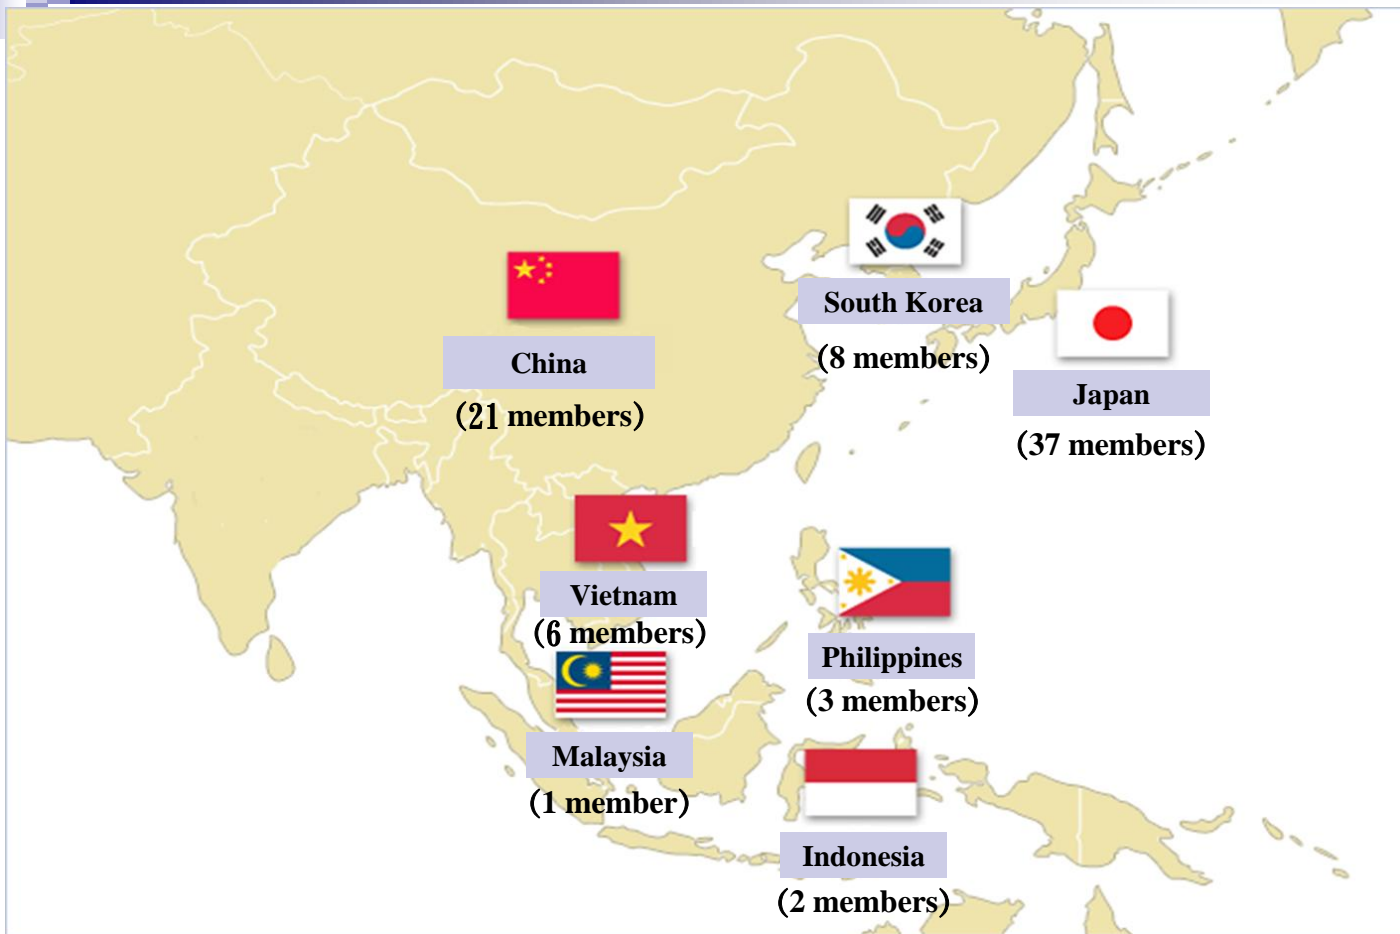 South Korea
(8 members)
China
(21 members)
Japan
(37 members)
Vietnam
(6 members)
Philippines
(3 members)
Malaysia
(1 member)
Indonesia
(2 members)